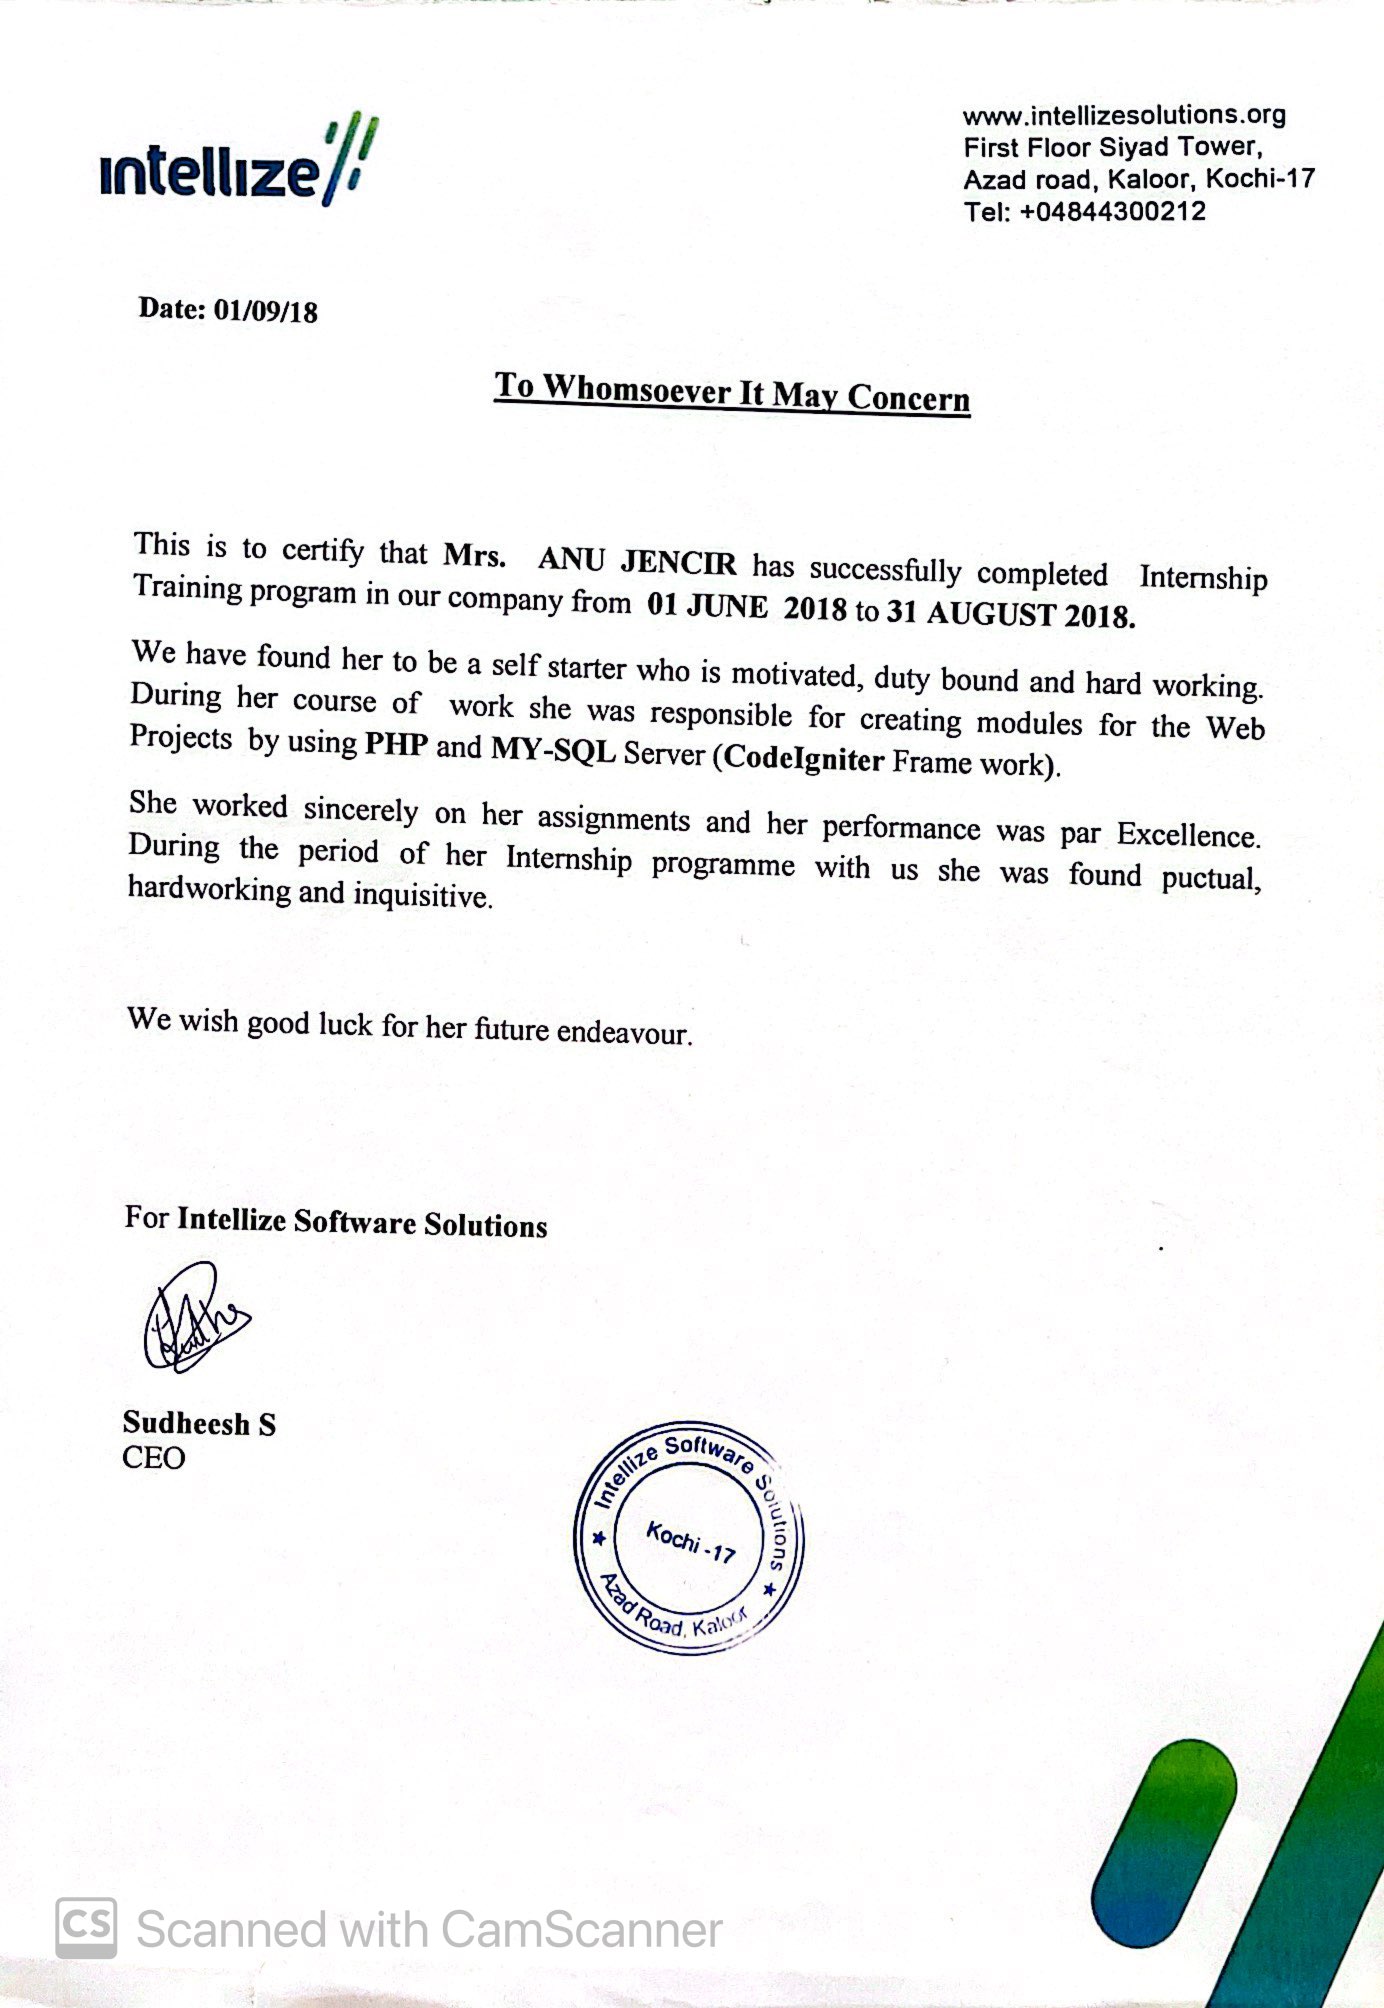 intellize
www.intellizesolutions.org
First Floor Siyad Tower,
Azad road, Kaloor, Kochi-17
Tel: +04844300212
Date: 01/09/18
To Whomsoever It May Concern
This is to certify that Mrs. ANU JENCIR has successfully completed Internship
Training program in our company from 01 JUNE 2018 to 31 AUGUST 2018.
We have found her to be a self starter who is motivated, duty bound and hard working.
During her course of work she was responsible for creating modules for the Web
Projects by using PHP and MY-SQL Server (CodeIgniter Frame work).
She worked sincerely on her assignments and her performance was par Excellence.
During the period of her Internship programme with us she was found puctual,
hardworking and inquisitive.
We wish good luck for her future endeavour.
For Intellize Software Solutions
Sudheesh S
CEO
Intellize Software Solutions
Kochi -17
Azad Road, Kaloor
CS Scanned with CamScanner